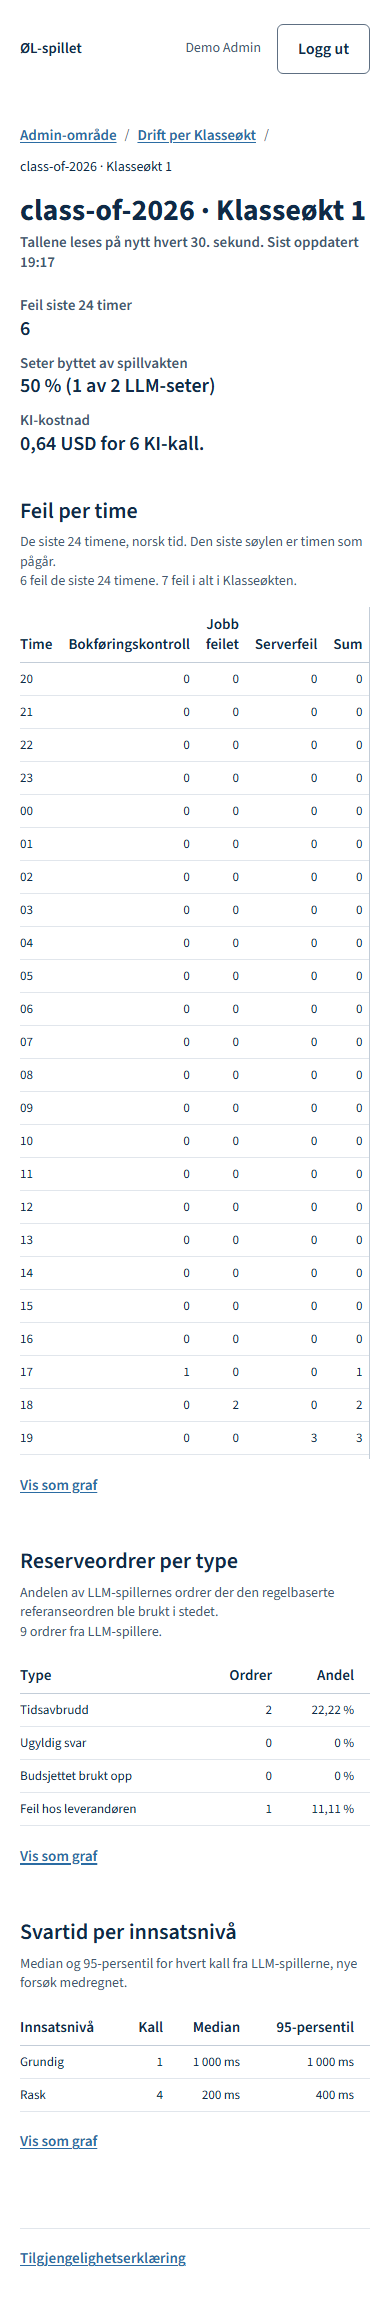 ØL-spillet
Demo Admin
Logg ut
Admin-område / Drift per Klasseøkt /
class-of-2026 · Klasseøkt 1
class-of-2026 · Klasseøkt 1
Tallene leses på nytt hvert 30. sekund. Sist oppdatert
19:17
Feil siste 24 timer
6
Seter byttet av spillvakten
50 % (1 av 2 LLM-seter)
KI-kostnad
0,64 USD for 6 KI-kall.
Feil per time
De siste 24 timene, norsk tid. Den siste søylen er timen som
pågår.
6 feil de siste 24 timene. 7 feil i alt i Klasseøkten.
Time Bokføringskontroll Jobb feilet Serverfeil Sum
20 0 0 0 0
21 0 0 0 0
22 0 0 0 0
23 0 0 0 0
00 0 0 0 0
01 0 0 0 0
02 0 0 0 0
03 0 0 0 0
04 0 0 0 0
05 0 0 0 0
06 0 0 0 0
07 0 0 0 0
08 0 0 0 0
09 0 0 0 0
10 0 0 0 0
11 0 0 0 0
12 0 0 0 0
13 0 0 0 0
14 0 0 0 0
15 0 0 0 0
16 0 0 0 0
17 1 0 0 1
18 0 2 0 2
19 0 0 3 3
Vis som graf
Reserveordrer per type
Andelen av LLM-spillernes ordrer der den regelbaserte
referanseordren ble brukt i stedet.
9 ordrer fra LLM-spillere.
Type Ordrer Andel
Tidsavbrudd 2 22,22 %
Ugyldig svar 0 0 %
Budsjettet brukt opp 0 0 %
Feil hos leverandøren 1 11,11 %
Vis som graf
Svartid per innsatsnivå
Median og 95-persentil for hvert kall fra LLM-spillerne, nye
forsøk medregnet.
Innsatsnivå Kall Median 95-persentil
Grundig 1 1 000 ms 1 000 ms
Rask 4 200 ms 400 ms
Vis som graf
Tilgjengelighetserklæring